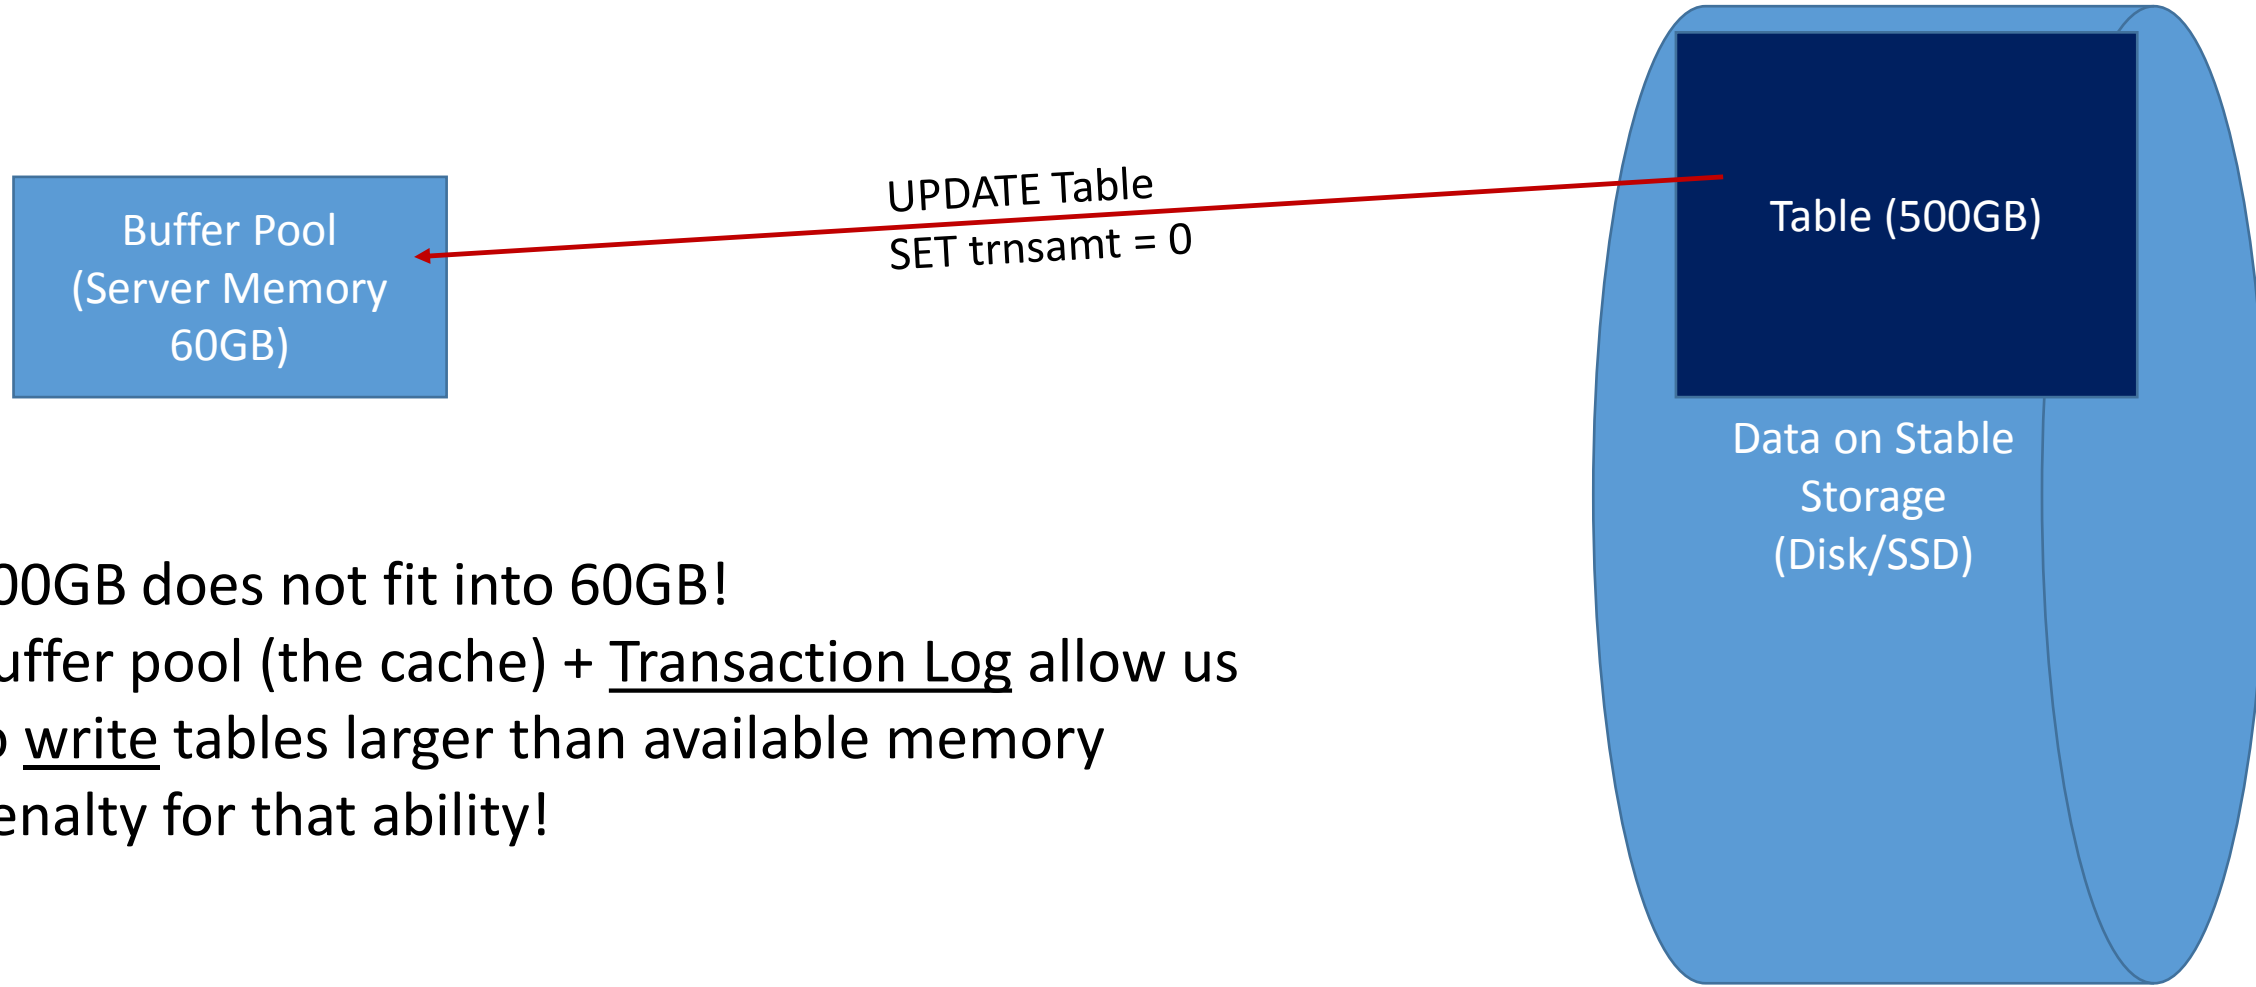 Buffer Pool
(Server Memory
60GB)
UPDATE Table
SET trnsamt = 0
Table (500GB)
Data on Stable
Storage
(Disk/SSD)
00GB does not fit into 60GB!
uffer pool (the cache) + Transaction Log allow us
o write tables larger than available memory
enalty for that ability!